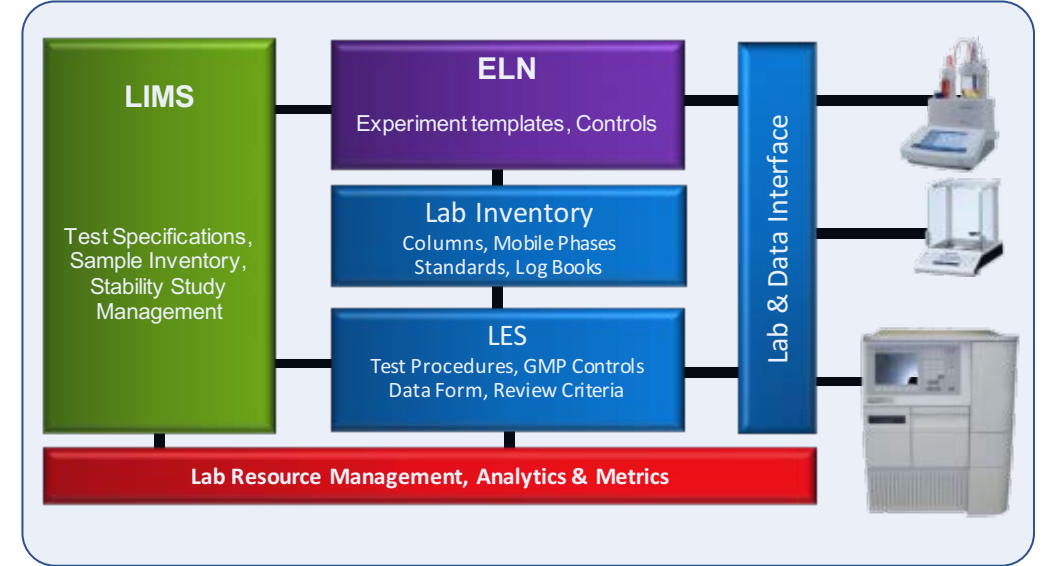 LIMS
Test Specifications,
Sample Inventory,
Stability Study
Management
ELN
Experiment templates, Controls
Lab Inventory
Columns, Mobile Phases
Standards, Log Books
LES
Test Procedures, GMP Controls
Data Form, Review Criteria
Lab & Data Interface
Lab Resource Management, Analytics & Metrics